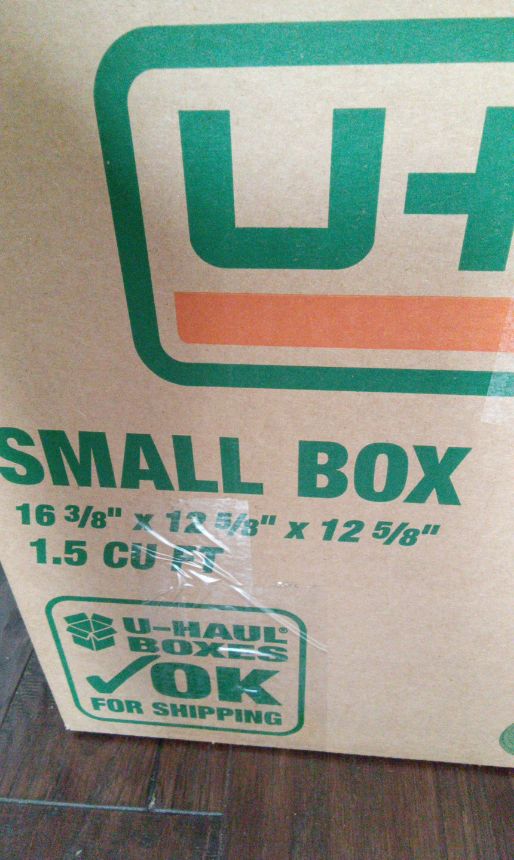 U-H
SMALL BOX
16 3/8" x 12 5/8" x 12 5/8"
1.5 CU FT
U-HAUL®
BOXES
OK
FOR SHIPPING